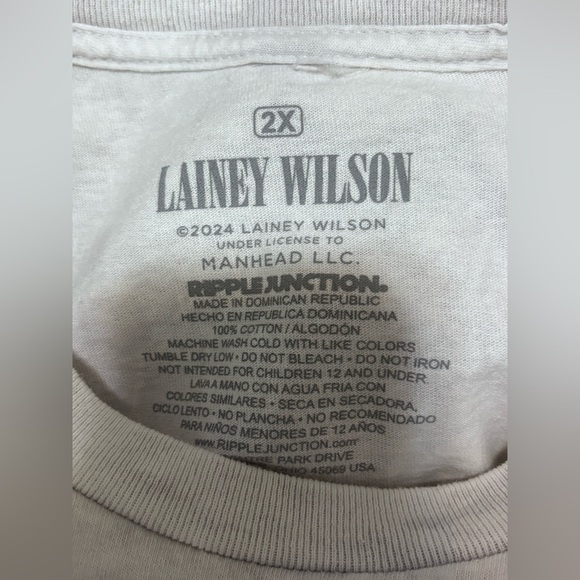 2X
LAINEY WILSON
©2024 LAINEY WILSON
UNDER LICENSE TO
MANHEAD LLC.
RIPPLE JUNCTION®
MADE IN DOMINICAN REPUBLIC
HECHO EN REPUBLICA DOMINICANA
100% COTTON / ALGODÓN
MACHINE WASH COLD WITH LIKE COLORS
TUMBLE DRY LOW • DO NOT BLEACH • DO NOT IRON
NOT INTENDED FOR CHILDREN 12 AND UNDER
LAVA A MANO CON AGUA FRIA CON
COLORES SIMILARES • SECA EN SECADORA,
CICLO LENTO • NO PLANCHA • NO RECOMENDADO
PARA NIÑOS MENORES DE 12 AÑOS
www.RIPPLEJUNCTION.com
PARK DRIVE
45069 USA